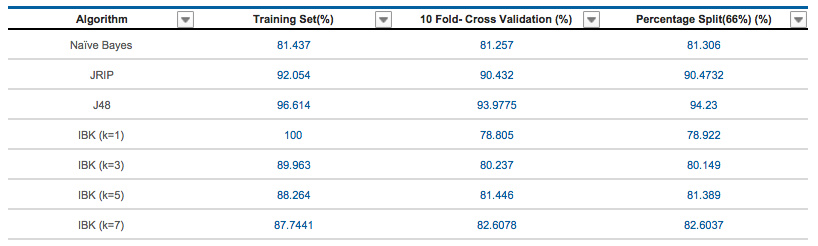 Algorithm Training Set(%) 10 Fold- Cross Validation (%) Percentage Split(66%) (%)
Naïve Bayes 81.437 81.257 81.306
JRIP 92.054 90.432 90.4732
J48 96.614 93.9775 94.23
IBK (k=1) 100 78.805 78.922
IBK (k=3) 89.963 80.237 80.149
IBK (k=5) 88.264 81.446 81.389
IBK (k=7) 87.7441 82.6078 82.6037